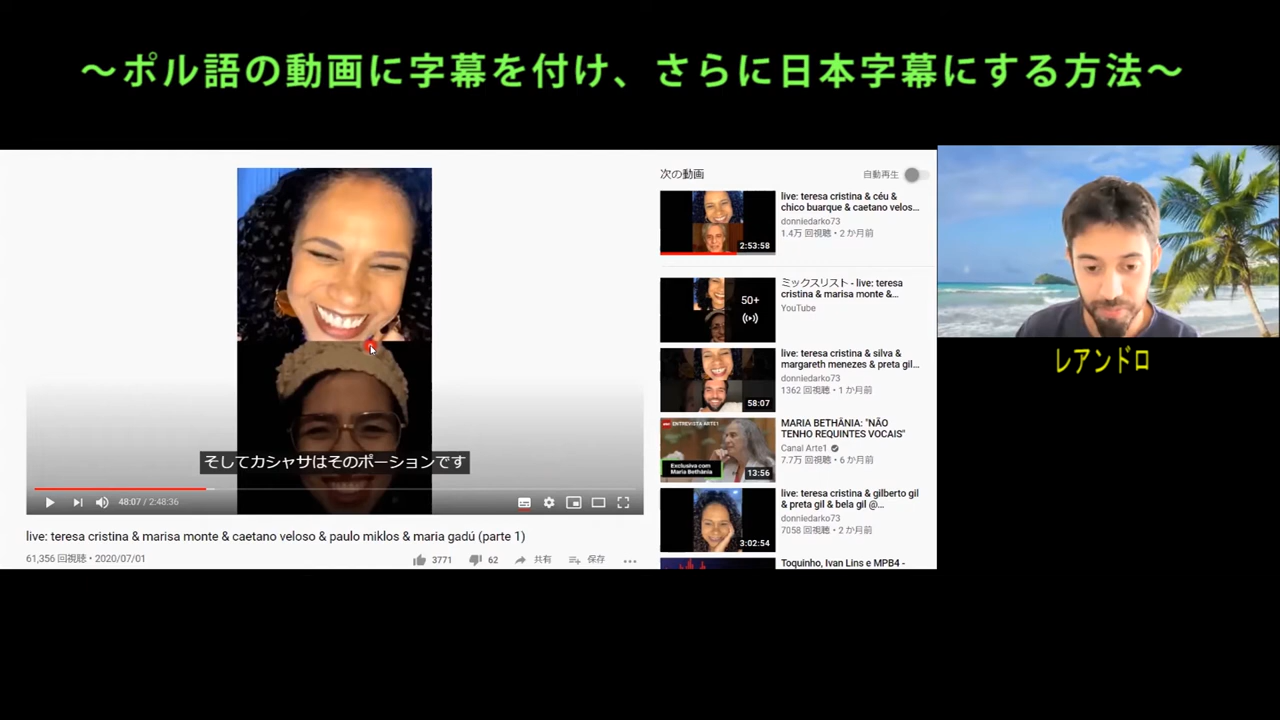 ～ポル語の動画に字幕を付け、さらに日本字幕にする方法～
次の動画
自動再生
live: teresa cristina & céu &
chico buarque & caetano velos...
donniedarko73
1.4万 回視聴・2 か月前
2:53:58
50+
ミックスリスト - live: teresa
cristina & marisa monte &...
YouTube
live: teresa cristina & silva &
margareth menezes & preta gil...
donniedarko73
1362 回視聴・1 か月前
58:07
ENTREVISTA ARTE1
Exclusiva com
Maria Bethânia
13:56
MARIA BETHÂNIA: "NÃO
TENHO REQUINTES VOCAIS"
Canal Arte1
7.7万 回視聴・6 か月前
live: teresa cristina & gilberto gil
& preta gil & bela gil @...
donniedarko73
7058 回視聴・2 か月前
3:02:54
Toquinho, Ivan Lins e MPB4 -
そしてカシャサはそのポーションです
48:07 / 2:48:36
live: teresa cristina & marisa monte & caetano veloso & paulo miklos & maria gadú (parte 1)
61,356 回視聴・2020/07/01
3771
62
共有
保存
レアンドロ